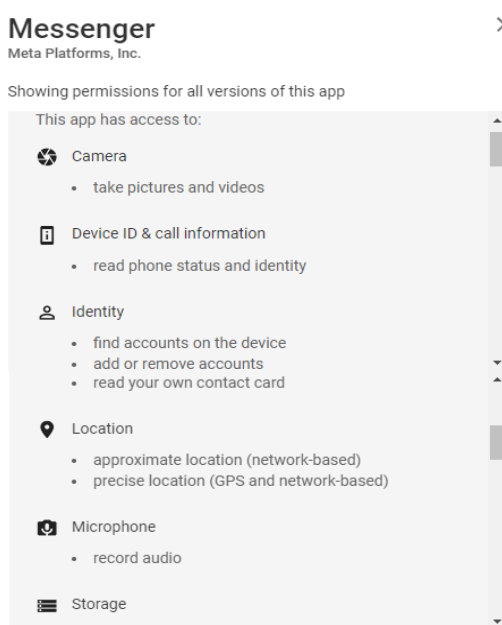 Messenger
Meta Platforms, Inc.
Showing permissions for all versions of this app
This app has access to:
Camera
• take pictures and videos
Device ID & call information
• read phone status and identity
Identity
• find accounts on the device
• add or remove accounts
• read your own contact card
Location
• approximate location (network-based)
• precise location (GPS and network-based)
Microphone
• record audio
Storage